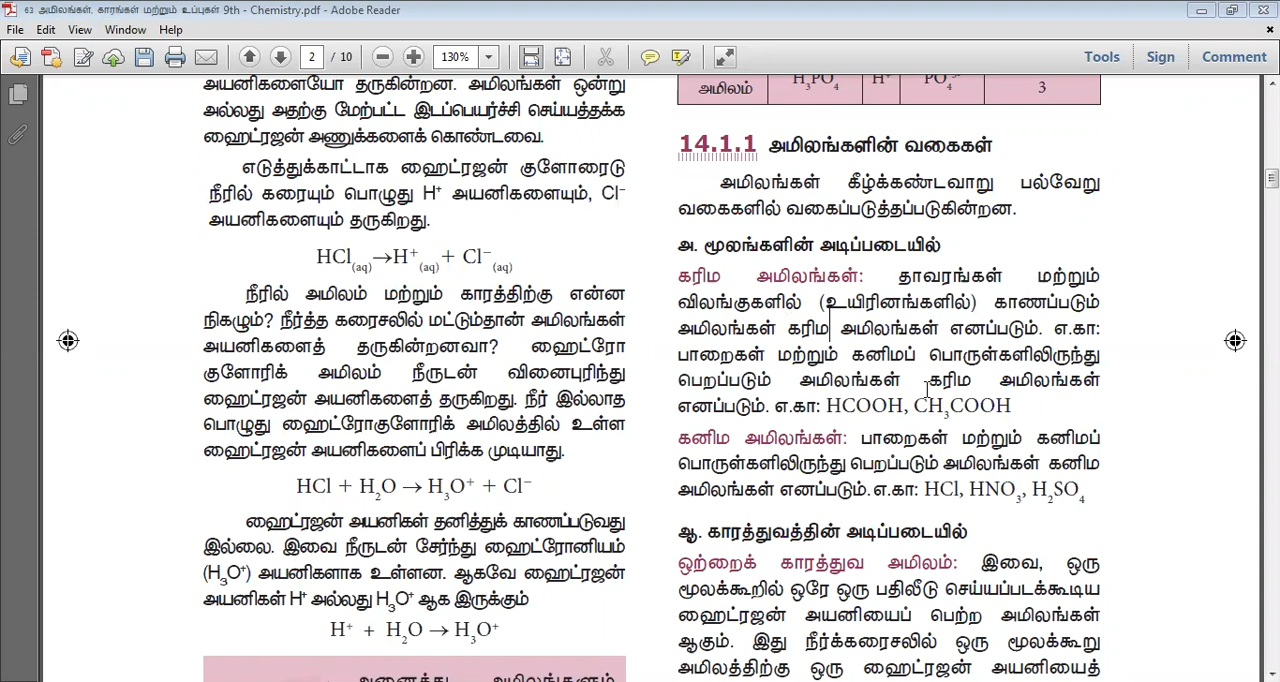 63 அமிலங்கள், காரங்கள் மற்றும் உப்புகள் 9th - Chemistry.pdf - Adobe Reader
File Edit View Window Help
2 / 10 130% Tools Sign Comment
அயனிகளையோ தருகின்றன. அமிலங்கள் ஒன்று
அல்லது அதற்கு மேற்பட்ட இடப்பெயர்ச்சி செய்யத்தக்க
ஹைட்ரஜன் அணுக்களைக் கொண்டவை.
எடுத்துக்காட்டாக ஹைட்ரஜன் குளோரைடு
நீரில் கரையும் பொழுது H⁺ அயனிகளையும், Cl⁻
அயனிகளையும் தருகிறது.
HCl(aq)→H⁺(aq) + Cl⁻(aq)
நீரில் அமிலம் மற்றும் காரத்திற்கு என்ன
நிகழும்? நீர்த்த கரைசலில் மட்டும்தான் அமிலங்கள்
அயனிகளைத் தருகின்றனவா? ஹைட்ரோ
குளோரிக் அமிலம் நீருடன் வினைபுரிந்து
ஹைட்ரஜன் அயனிகளைத் தருகிறது. நீர் இல்லாத
பொழுது ஹைட்ரோகுளோரிக் அமிலத்தில் உள்ள
ஹைட்ரஜன் அயனிகளைப் பிரிக்க முடியாது.
HCl + H₂O → H₃O⁺ + Cl⁻
ஹைட்ரஜன் அயனிகள் தனித்துக் காணப்படுவது
இல்லை. இவை நீருடன் சேர்ந்து ஹைட்ரோனியம்
(H₃O⁺) அயனிகளாக உள்ளன. ஆகவே ஹைட்ரஜன்
அயனிகள் H⁺ அல்லது H₃O⁺ ஆக இருக்கும்
H⁺ + H₂O → H₃O⁺
அமிலம் H₃PO₄ H⁺ PO₄³⁻ 3
14.1.1 அமிலங்களின் வகைகள்
அமிலங்கள் கீழ்க்கண்டவாறு பல்வேறு
வகைகளில் வகைப்படுத்தப்படுகின்றன.
அ. மூலங்களின் அடிப்படையில்
கரிம அமிலங்கள்: தாவரங்கள் மற்றும்
விலங்குகளில் (உயிரினங்களில்) காணப்படும்
அமிலங்கள் கரிம அமிலங்கள் எனப்படும். எ.கா:
பாறைகள் மற்றும் கனிமப் பொருள்களிலிருந்து
பெறப்படும் அமிலங்கள் கரிம அமிலங்கள்
எனப்படும். எ.கா: HCOOH, CH₃COOH
கனிம அமிலங்கள்: பாறைகள் மற்றும் கனிமப்
பொருள்களிலிருந்து பெறப்படும் அமிலங்கள் கனிம
அமிலங்கள் எனப்படும். எ.கா: HCl, HNO₃, H₂SO₄
ஆ. காரத்துவத்தின் அடிப்படையில்
ஒற்றைக் காரத்துவ அமிலம்: இவை, ஒரு
மூலக்கூறில் ஒரே ஒரு பதிலீடு செய்யப்படக்கூடிய
ஹைட்ரஜன் அயனியைப் பெற்ற அமிலங்கள்
ஆகும். இது நீர்க்கரைசலில் ஒரு மூலக்கூறு
அமிலத்திற்கு ஒரு ஹைட்ரஜன் அயனியைத்